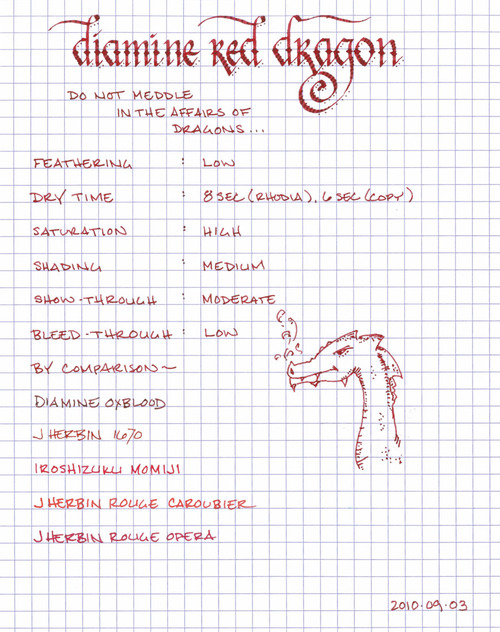 diamine red dragon
DO NOT MEDDLE
IN THE AFFAIRS OF
DRAGONS...
FEATHERING : LOW
DRY TIME : 8 SEC (RHODIA), 6 SEC (COPY)
SATURATION : HIGH
SHADING : MEDIUM
SHOW-THROUGH : MODERATE
BLEED-THROUGH : LOW
BY COMPARISON~
DIAMINE OXBLOOD
J HERBIN 1670
IROSHIZUKU MOMIJI
J HERBIN ROUGE CAROUBIER
J HERBIN ROUGE OPERA
2010.09.03